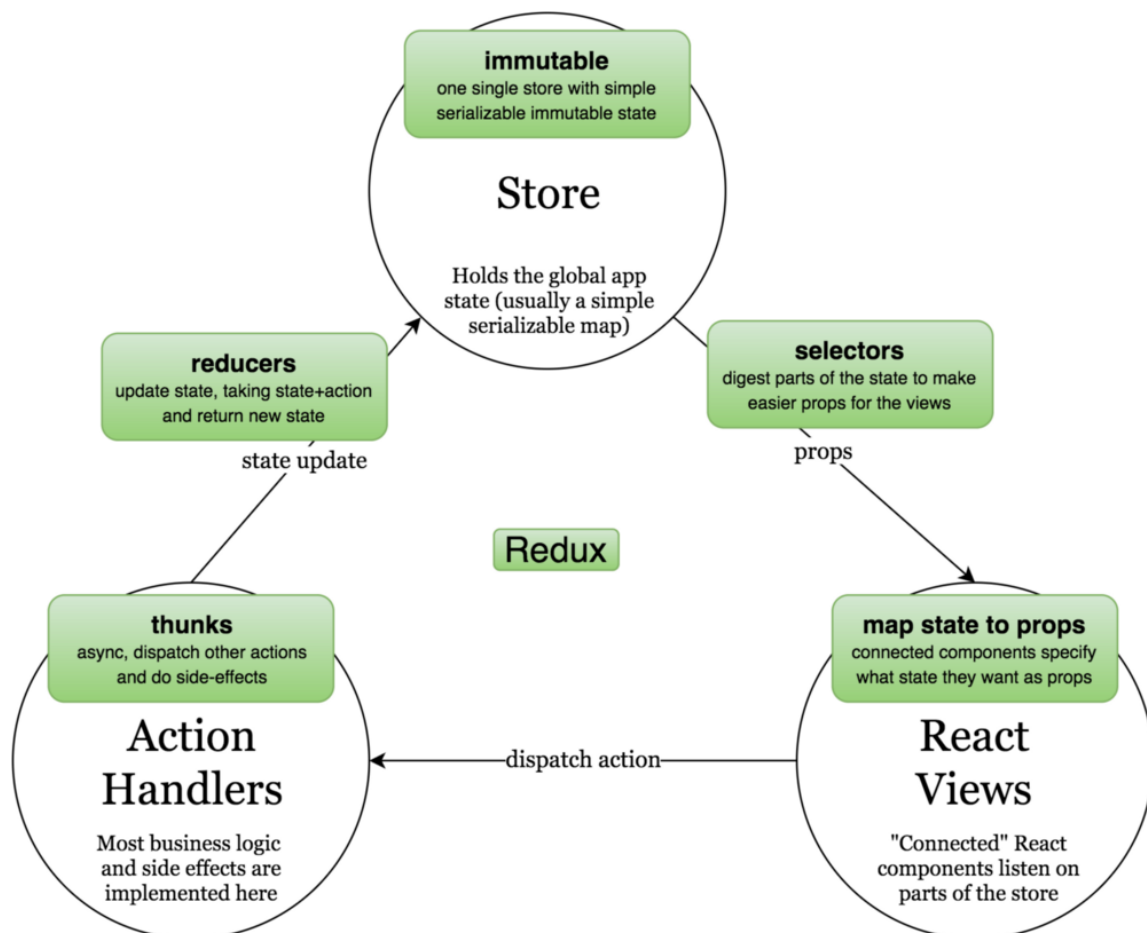 immutable
one single store with simple
serializable immutable state
Store
Holds the global app
state (usually a simple
serializable map)
reducers
update state, taking state+action
and return new state
state update
selectors
digest parts of the state to make
easier props for the views
props
Redux
thunks
async, dispatch other actions
and do side-effects
Action
Handlers
Most business logic
and side effects are
implemented here
dispatch action
map state to props
connected components specify
what state they want as props
React
Views
"Connected" React
components listen on
parts of the store